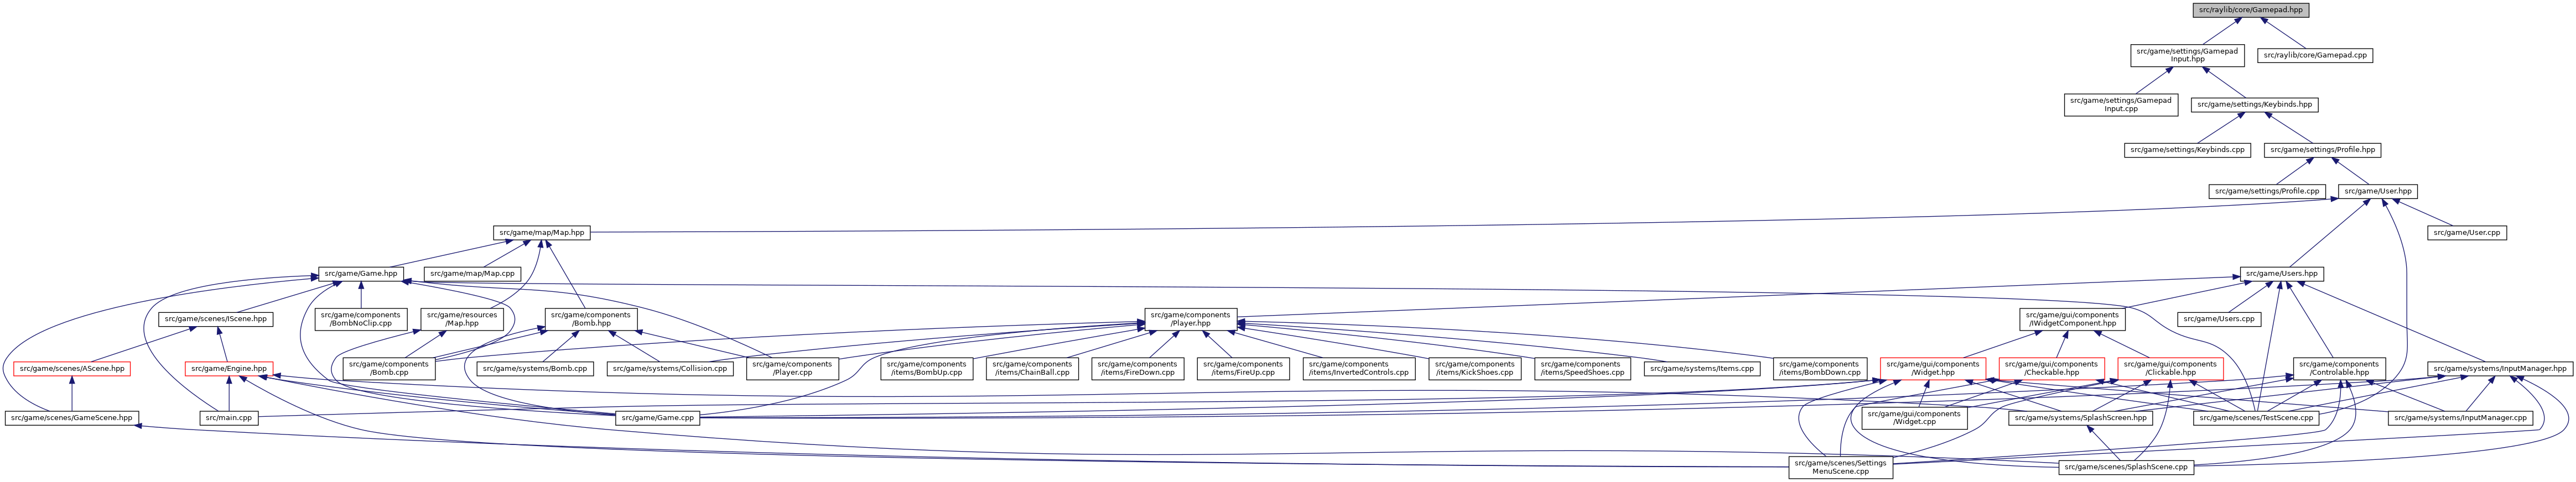 src/raylib/core/Gamepad.hpp
src/game/settings/Gamepad
Input.hpp
src/raylib/core/Gamepad.cpp
src/game/settings/Gamepad
Input.cpp
src/game/settings/Keybinds.hpp
src/game/settings/Keybinds.cpp
src/game/settings/Profile.hpp
src/game/settings/Profile.cpp
src/game/User.hpp
src/game/map/Map.hpp
src/game/User.cpp
src/game/Game.hpp
src/game/map/Map.cpp
src/game/Users.hpp
src/game/scenes/IScene.hpp
src/game/components
/BombNoClip.cpp
src/game/resources
/Map.hpp
src/game/components
/Bomb.hpp
src/game/components
/Player.hpp
src/game/gui/components
/IWidgetComponent.hpp
src/game/Users.cpp
src/game/scenes/AScene.hpp
src/game/Engine.hpp
src/game/components
/Bomb.cpp
src/game/systems/Bomb.cpp
src/game/systems/Collision.cpp
src/game/components
/Player.cpp
src/game/components
/items/BombUp.cpp
src/game/components
/items/ChainBall.cpp
src/game/components
/items/FireDown.cpp
src/game/components
/items/FireUp.cpp
src/game/components
/items/InvertedControls.cpp
src/game/components
/items/KickShoes.cpp
src/game/components
/items/SpeedShoes.cpp
src/game/systems/Items.cpp
src/game/components
/items/BombDown.cpp
src/game/gui/components
/Widget.hpp
src/game/gui/components
/Checkable.hpp
src/game/gui/components
/Clickable.hpp
src/game/components
/Controlable.hpp
src/game/systems/InputManager.hpp
src/game/scenes/GameScene.hpp
src/main.cpp
src/game/Game.cpp
src/game/gui/components
/Widget.cpp
src/game/systems/SplashScreen.hpp
src/game/scenes/TestScene.cpp
src/game/systems/InputManager.cpp
src/game/scenes/Settings
MenuScene.cpp
src/game/scenes/SplashScene.cpp